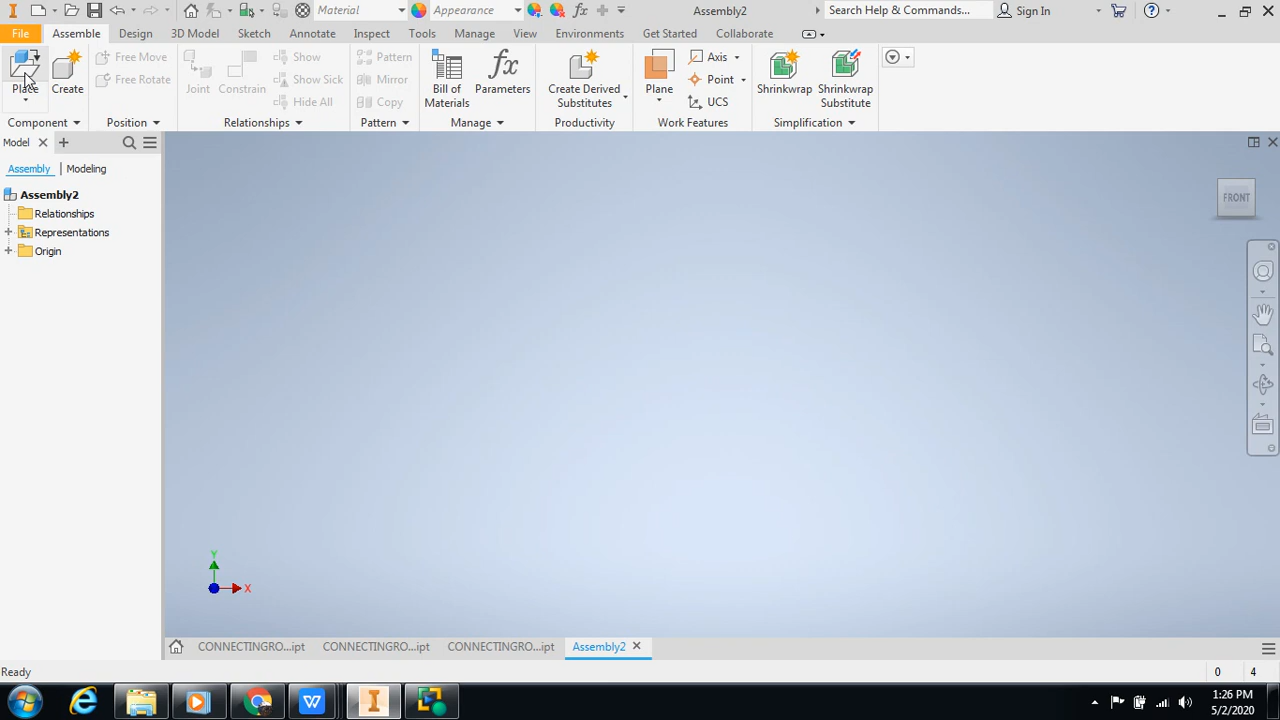 Material
Appearance
Assembly2
Search Help & Commands...
Sign In
File
Assemble
Design
3D Model
Sketch
Annotate
Inspect
Tools
Manage
View
Environments
Get Started
Collaborate
Place
Create
Free Move
Free Rotate
Joint
Constrain
Show
Show Sick
Hide All
Pattern
Mirror
Copy
Bill of
Materials
Parameters
Create Derived
Substitutes
Plane
Axis
Point
UCS
Shrinkwrap
Shrinkwrap
Substitute
Component
Position
Relationships
Pattern
Manage
Productivity
Work Features
Simplification
Model
Assembly
Modeling
Assembly2
Relationships
Representations
Origin
FRONT
Y
X
CONNECTINGRO...ipt
CONNECTINGRO...ipt
CONNECTINGRO...ipt
Assembly2
Ready
0
4
1:26 PM
5/2/2020